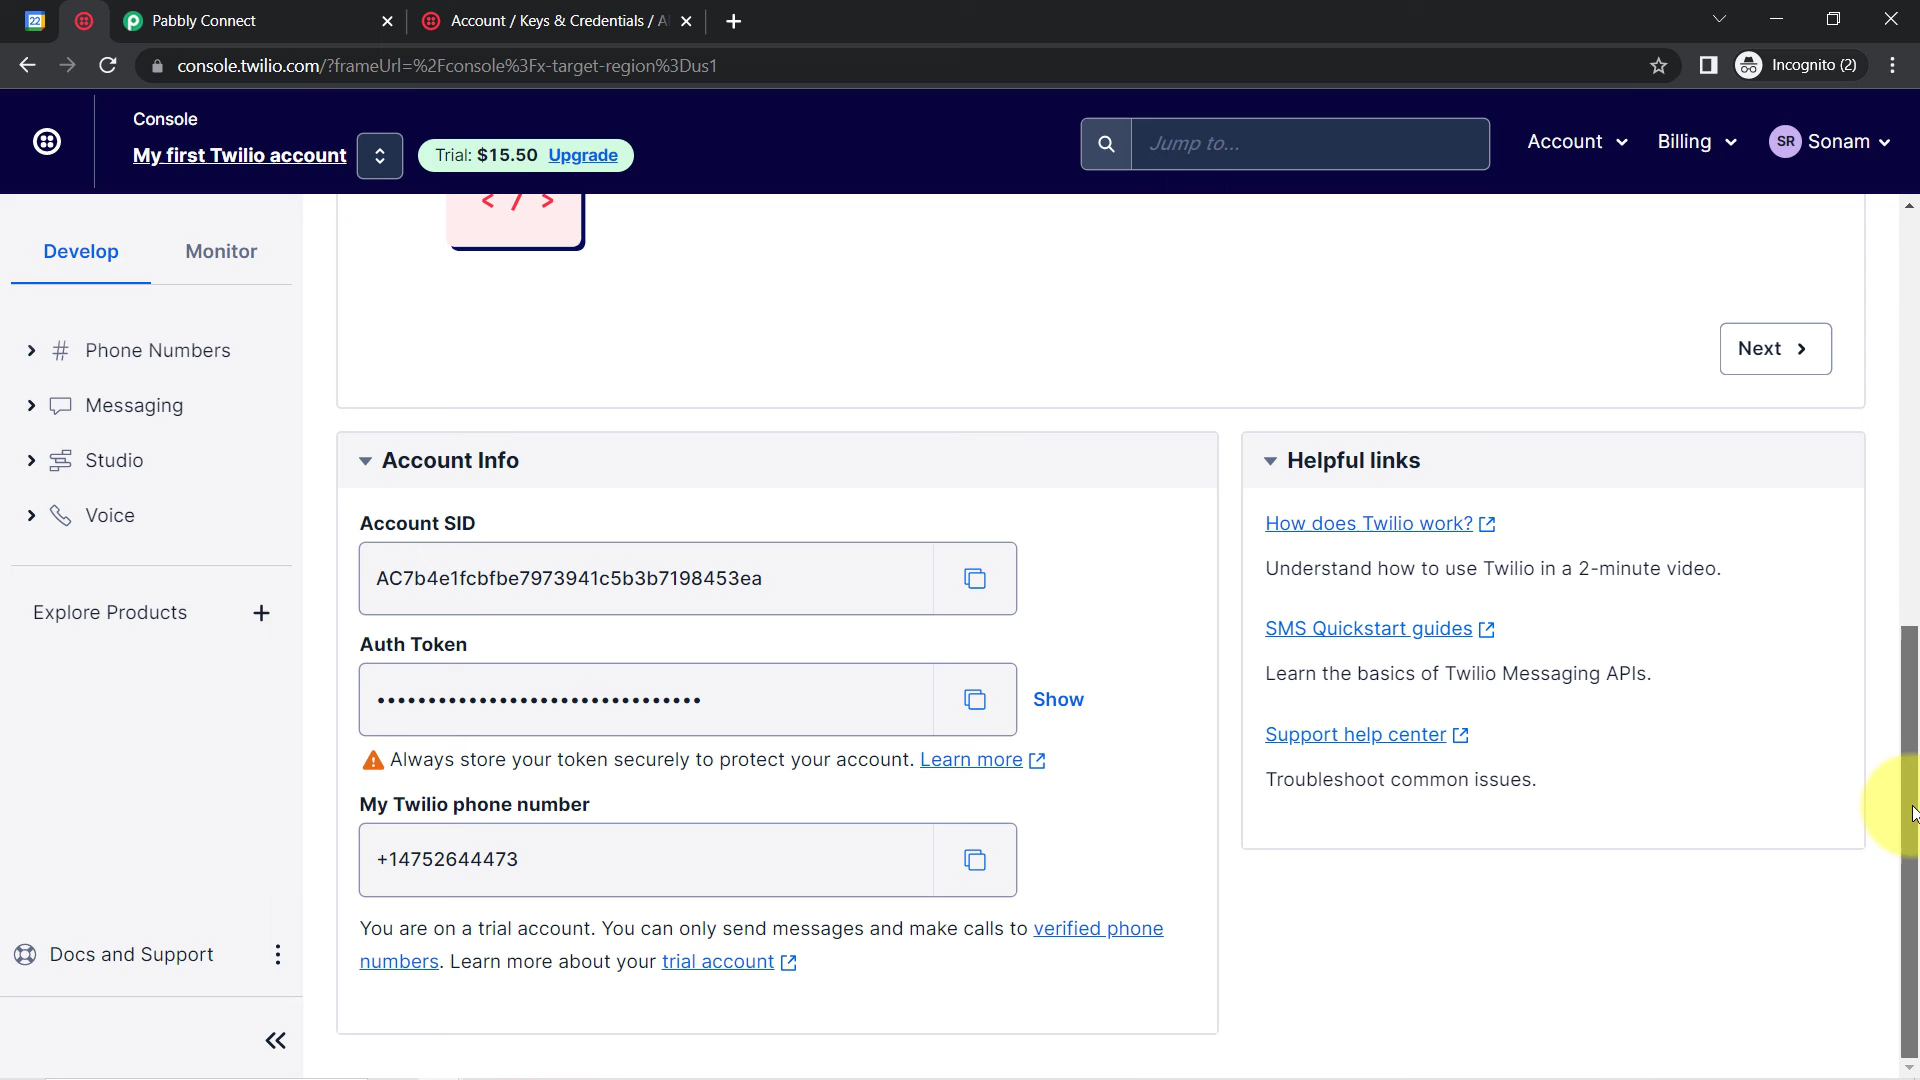 22
Pabbly Connect
Account / Keys & Credentials / A
console.twilio.com/?frameUrl=%2Fconsole%3Fx-target-region%3Dus1
Incognito (2)
Console
My first Twilio account
Trial: $15.50 Upgrade
Jump to...
Account
Billing
SR Sonam
Develop
Monitor
< / >
Next
# Phone Numbers
Messaging
Studio
Voice
Explore Products +
Docs and Support
Account Info
Account SID
AC7b4e1fcbfbe7973941c5b3b7198453ea
Auth Token
••••••••••••••••••••••••••••••••
Show
Always store your token securely to protect your account. Learn more
My Twilio phone number
+14752644473
You are on a trial account. You can only send messages and make calls to verified phone
numbers. Learn more about your trial account
Helpful links
How does Twilio work?
Understand how to use Twilio in a 2-minute video.
SMS Quickstart guides
Learn the basics of Twilio Messaging APIs.
Support help center
Troubleshoot common issues.